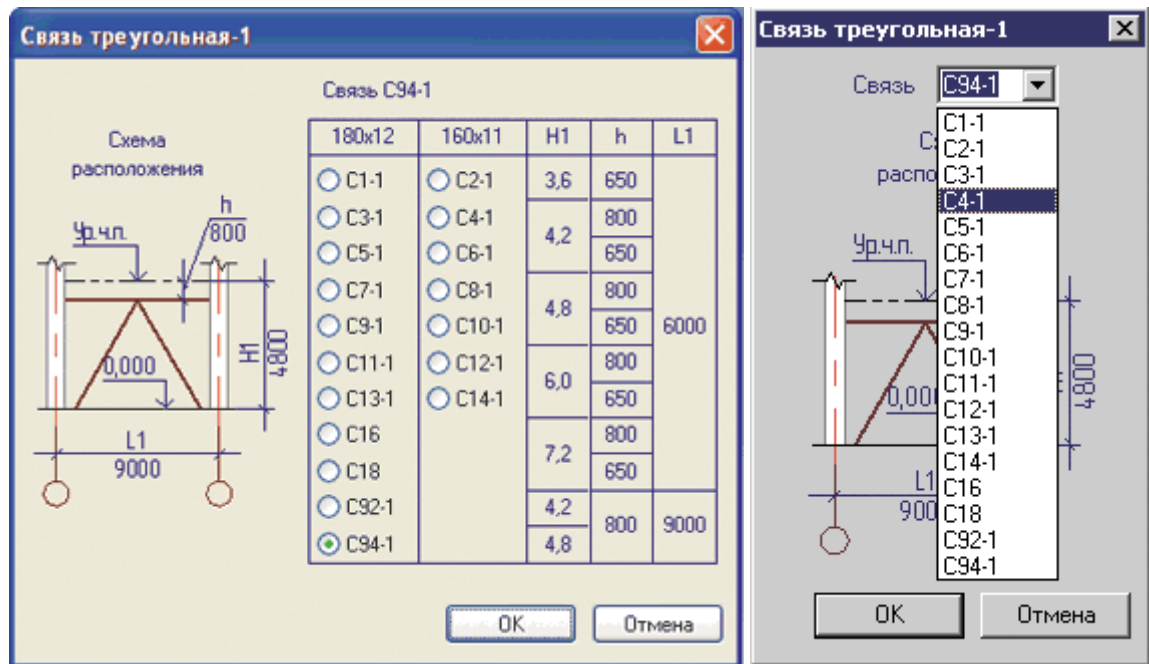 Связь треугольная-1
Связь С94-1
Схема
расположения
h
800
Ур.ч.п.
0,000
H1
4800
L1
9000
180x12 160x11 H1 h L1
С1-1 С2-1 3,6 650
С3-1 С4-1 4,2 800
С5-1 С6-1 650
С7-1 С8-1 4,8 800
С9-1 С10-1 650 6000
С11-1 С12-1 6,0 800
С13-1 С14-1 650
С16 7,2 800
С18 650
С92-1 4,2 800 9000
С94-1 4,8
OK Отмена
Связь треугольная-1
Связь С94-1
С1-1
С2-1
С3-1
С4-1
С5-1
С6-1
С7-1
С8-1
С9-1
С10-1
С11-1
С12-1
С13-1
С14-1
С16
С18
С92-1
С94-1
Ур.ч.п.
4800
L1
OK Отмена